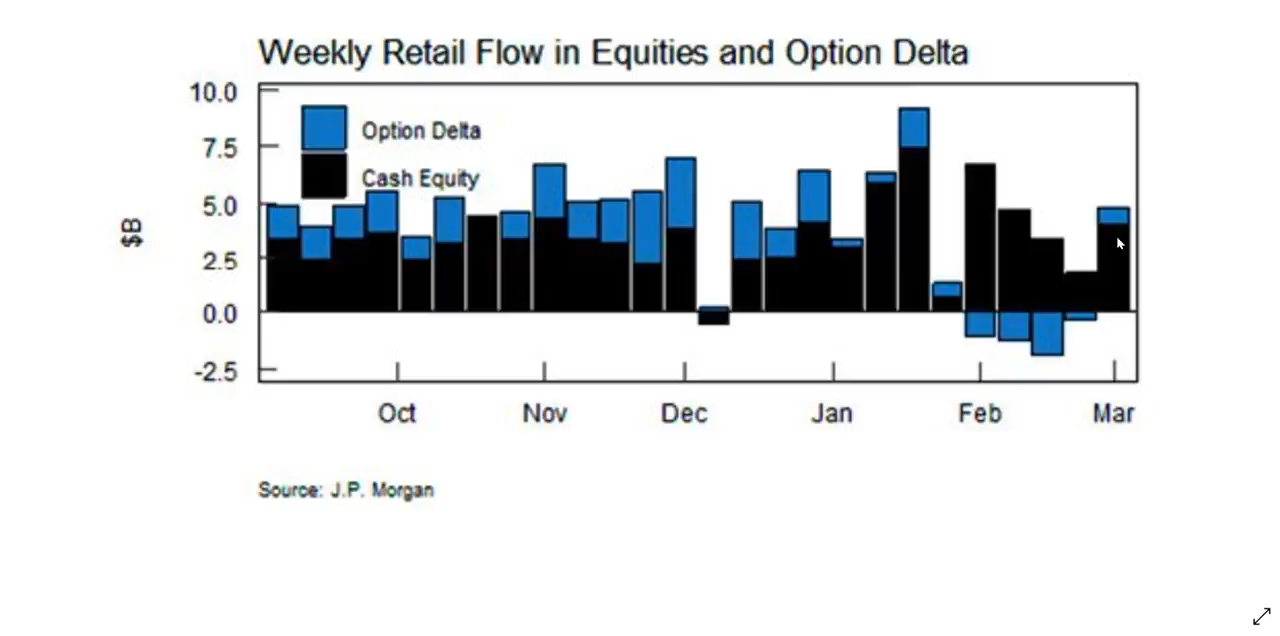 Weekly Retail Flow in Equities and Option Delta
10.0
7.5
5.0
2.5
0.0
-2.5
$B
Option Delta
Cash Equity
Oct Nov Dec Jan Feb Mar
Source: J.P. Morgan